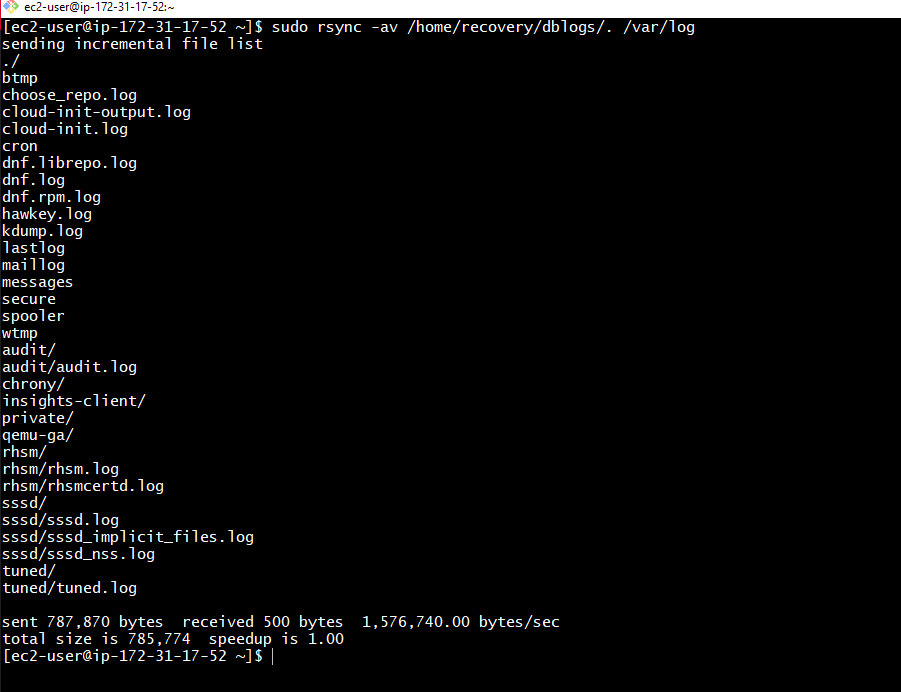 ec2-user@ip-172-31-17-52:~
[ec2-user@ip-172-31-17-52 ~]$ sudo rsync -av /home/recovery/dblogs/. /var/log
sending incremental file list
./
btmp
choose_repo.log
cloud-init-output.log
cloud-init.log
cron
dnf.librepo.log
dnf.log
dnf.rpm.log
hawkey.log
kdump.log
lastlog
maillog
messages
secure
spooler
wtmp
audit/
audit/audit.log
chrony/
insights-client/
private/
qemu-ga/
rhsm/
rhsm/rhsm.log
rhsm/rhsmcertd.log
sssd/
sssd/sssd.log
sssd/sssd_implicit_files.log
sssd/sssd_nss.log
tuned/
tuned/tuned.log
sent 787,870 bytes  received 500 bytes  1,576,740.00 bytes/sec
total size is 785,774  speedup is 1.00
[ec2-user@ip-172-31-17-52 ~]$